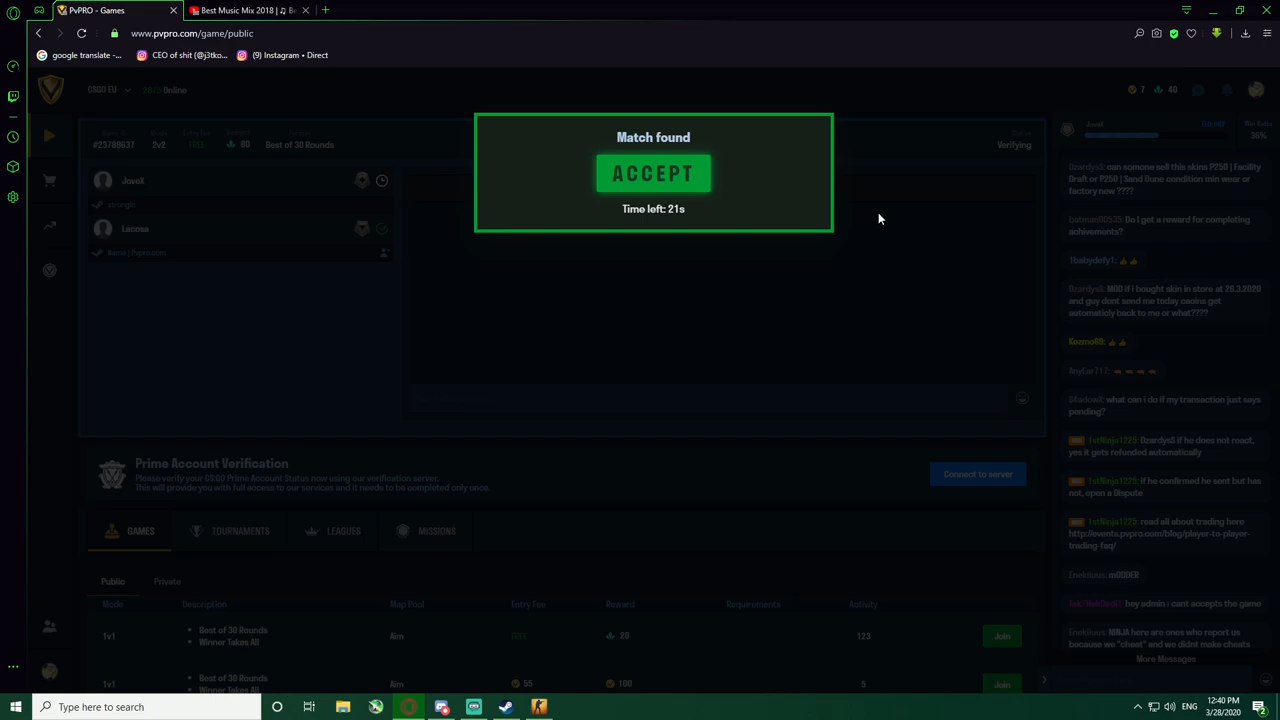 PvPRO - Games
Best Music Mix 2018 | ♫ Be
www.pvpro.com/game/public
google translate -...
CEO of shit (@j3tko...
(9) Instagram • Direct
CSGO EU
Online
7
40
#23789637
2v2
FREE
80
Best of 30 Rounds
Verifying
Match found
ACCEPT
Time left: 21s
JoveX
Lacosa
JoveX
36%
DzardysS: can somone sell this skins P250 | Facility
Draft or P250 | Sand Dune condition min wear or
factory new ????
Do I get a reward for completing
achivements?
1babydefy1:
DzardysS: MOD if i bought skin in store at 26.3.2020
and guy dont send me today coains get
automaticly back to me or what????
Kozmo69:
what can i do if my transaction just says
pending?
1stNinja1225: DzardysS if he does not react,
yes it gets refunded automatically
1stNinja1225: if he confirmed he sent but has
not, open a Dispute
1stNinja1225: read all about trading here
http://events.pvpro.com/blog/player-to-player-
trading-faq/
mODDER
hey admin i cant accepts the game
NINJA here are ones who report us
because we "cheat" and we didnt make cheats
More Messages
Prime Account Verification
Please verify your CSGO Prime Account Status now using our verification server.
This will provide you with full access to our services and it needs to be completed only once.
Connect to server
GAMES
TOURNAMENTS
LEAGUES
MISSIONS
Public
Private
Mode
Description
Map Pool
Entry Fee
Reward
Requirements
Activity
1v1
Best of 30 Rounds
Winner Takes All
Aim
FREE
20
123
Join
1v1
Best of 30 Rounds
Winner Takes All
Aim
55
100
5
Join
Type here to search
ENG
12:40 PM
3/28/2020
2